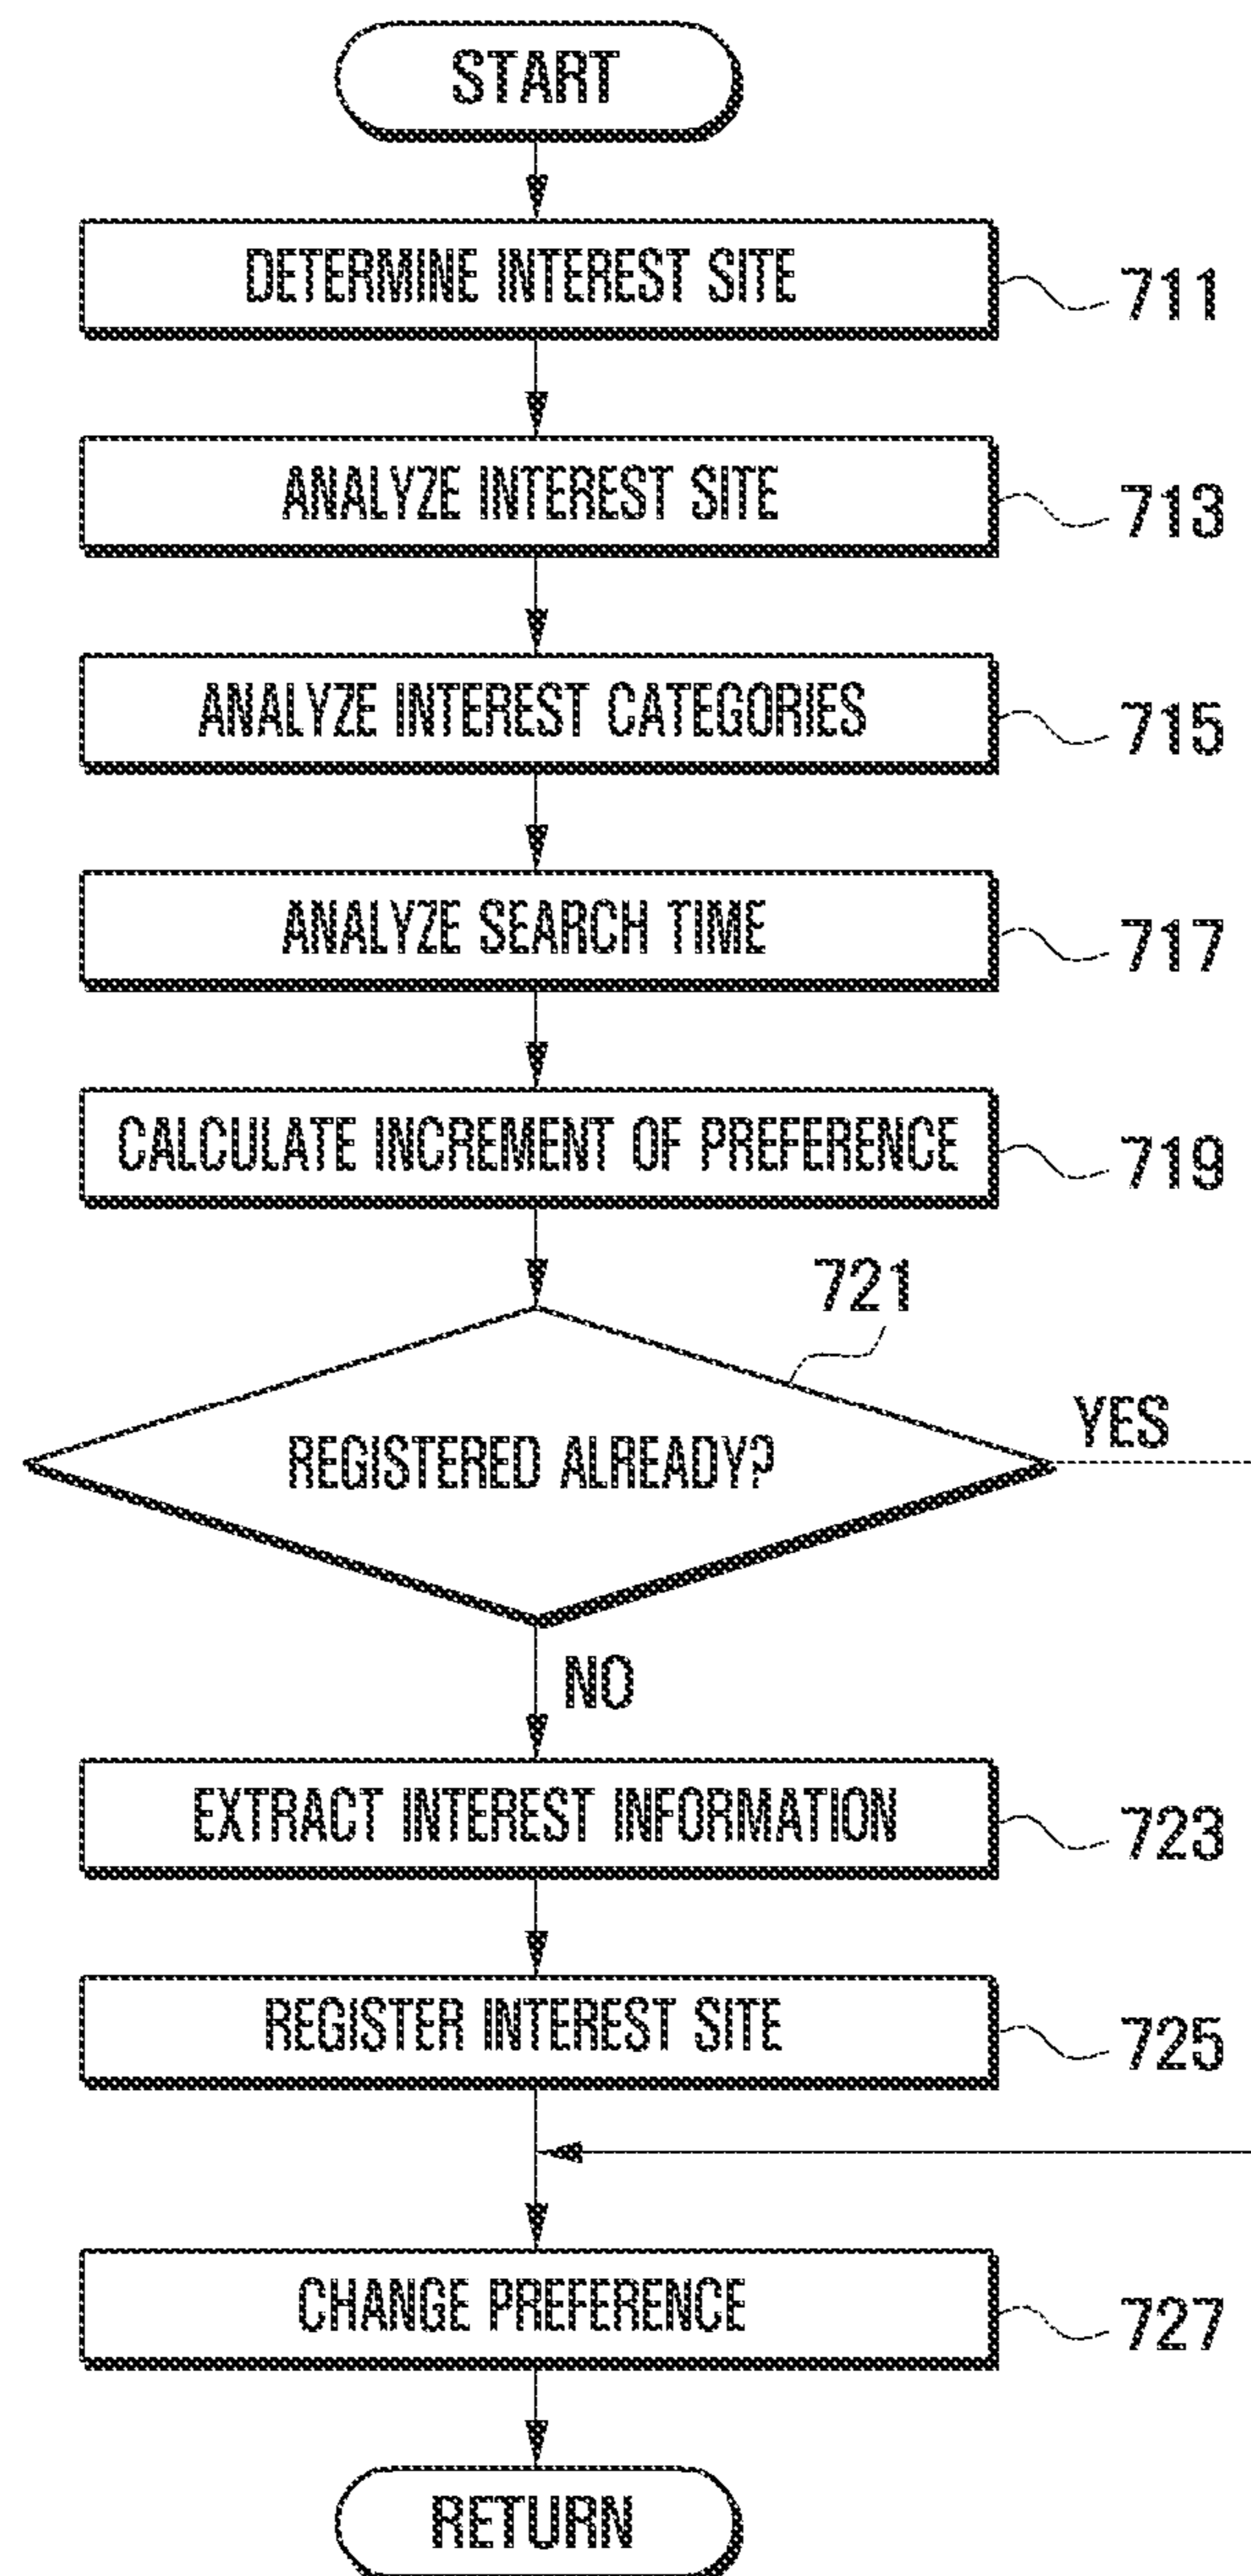 START
DETERMINE INTEREST SITE
711
ANALYZE INTEREST SITE
713
ANALYZE INTEREST CATEGORIES
715
ANALYZE SEARCH TIME
717
CALCULATE INCREMENT OF PREFERENCE
719
721
REGISTERED ALREADY?
YES
NO
EXTRACT INTEREST INFORMATION
723
REGISTER INTEREST SITE
725
CHANGE PREFERENCE
727
RETURN